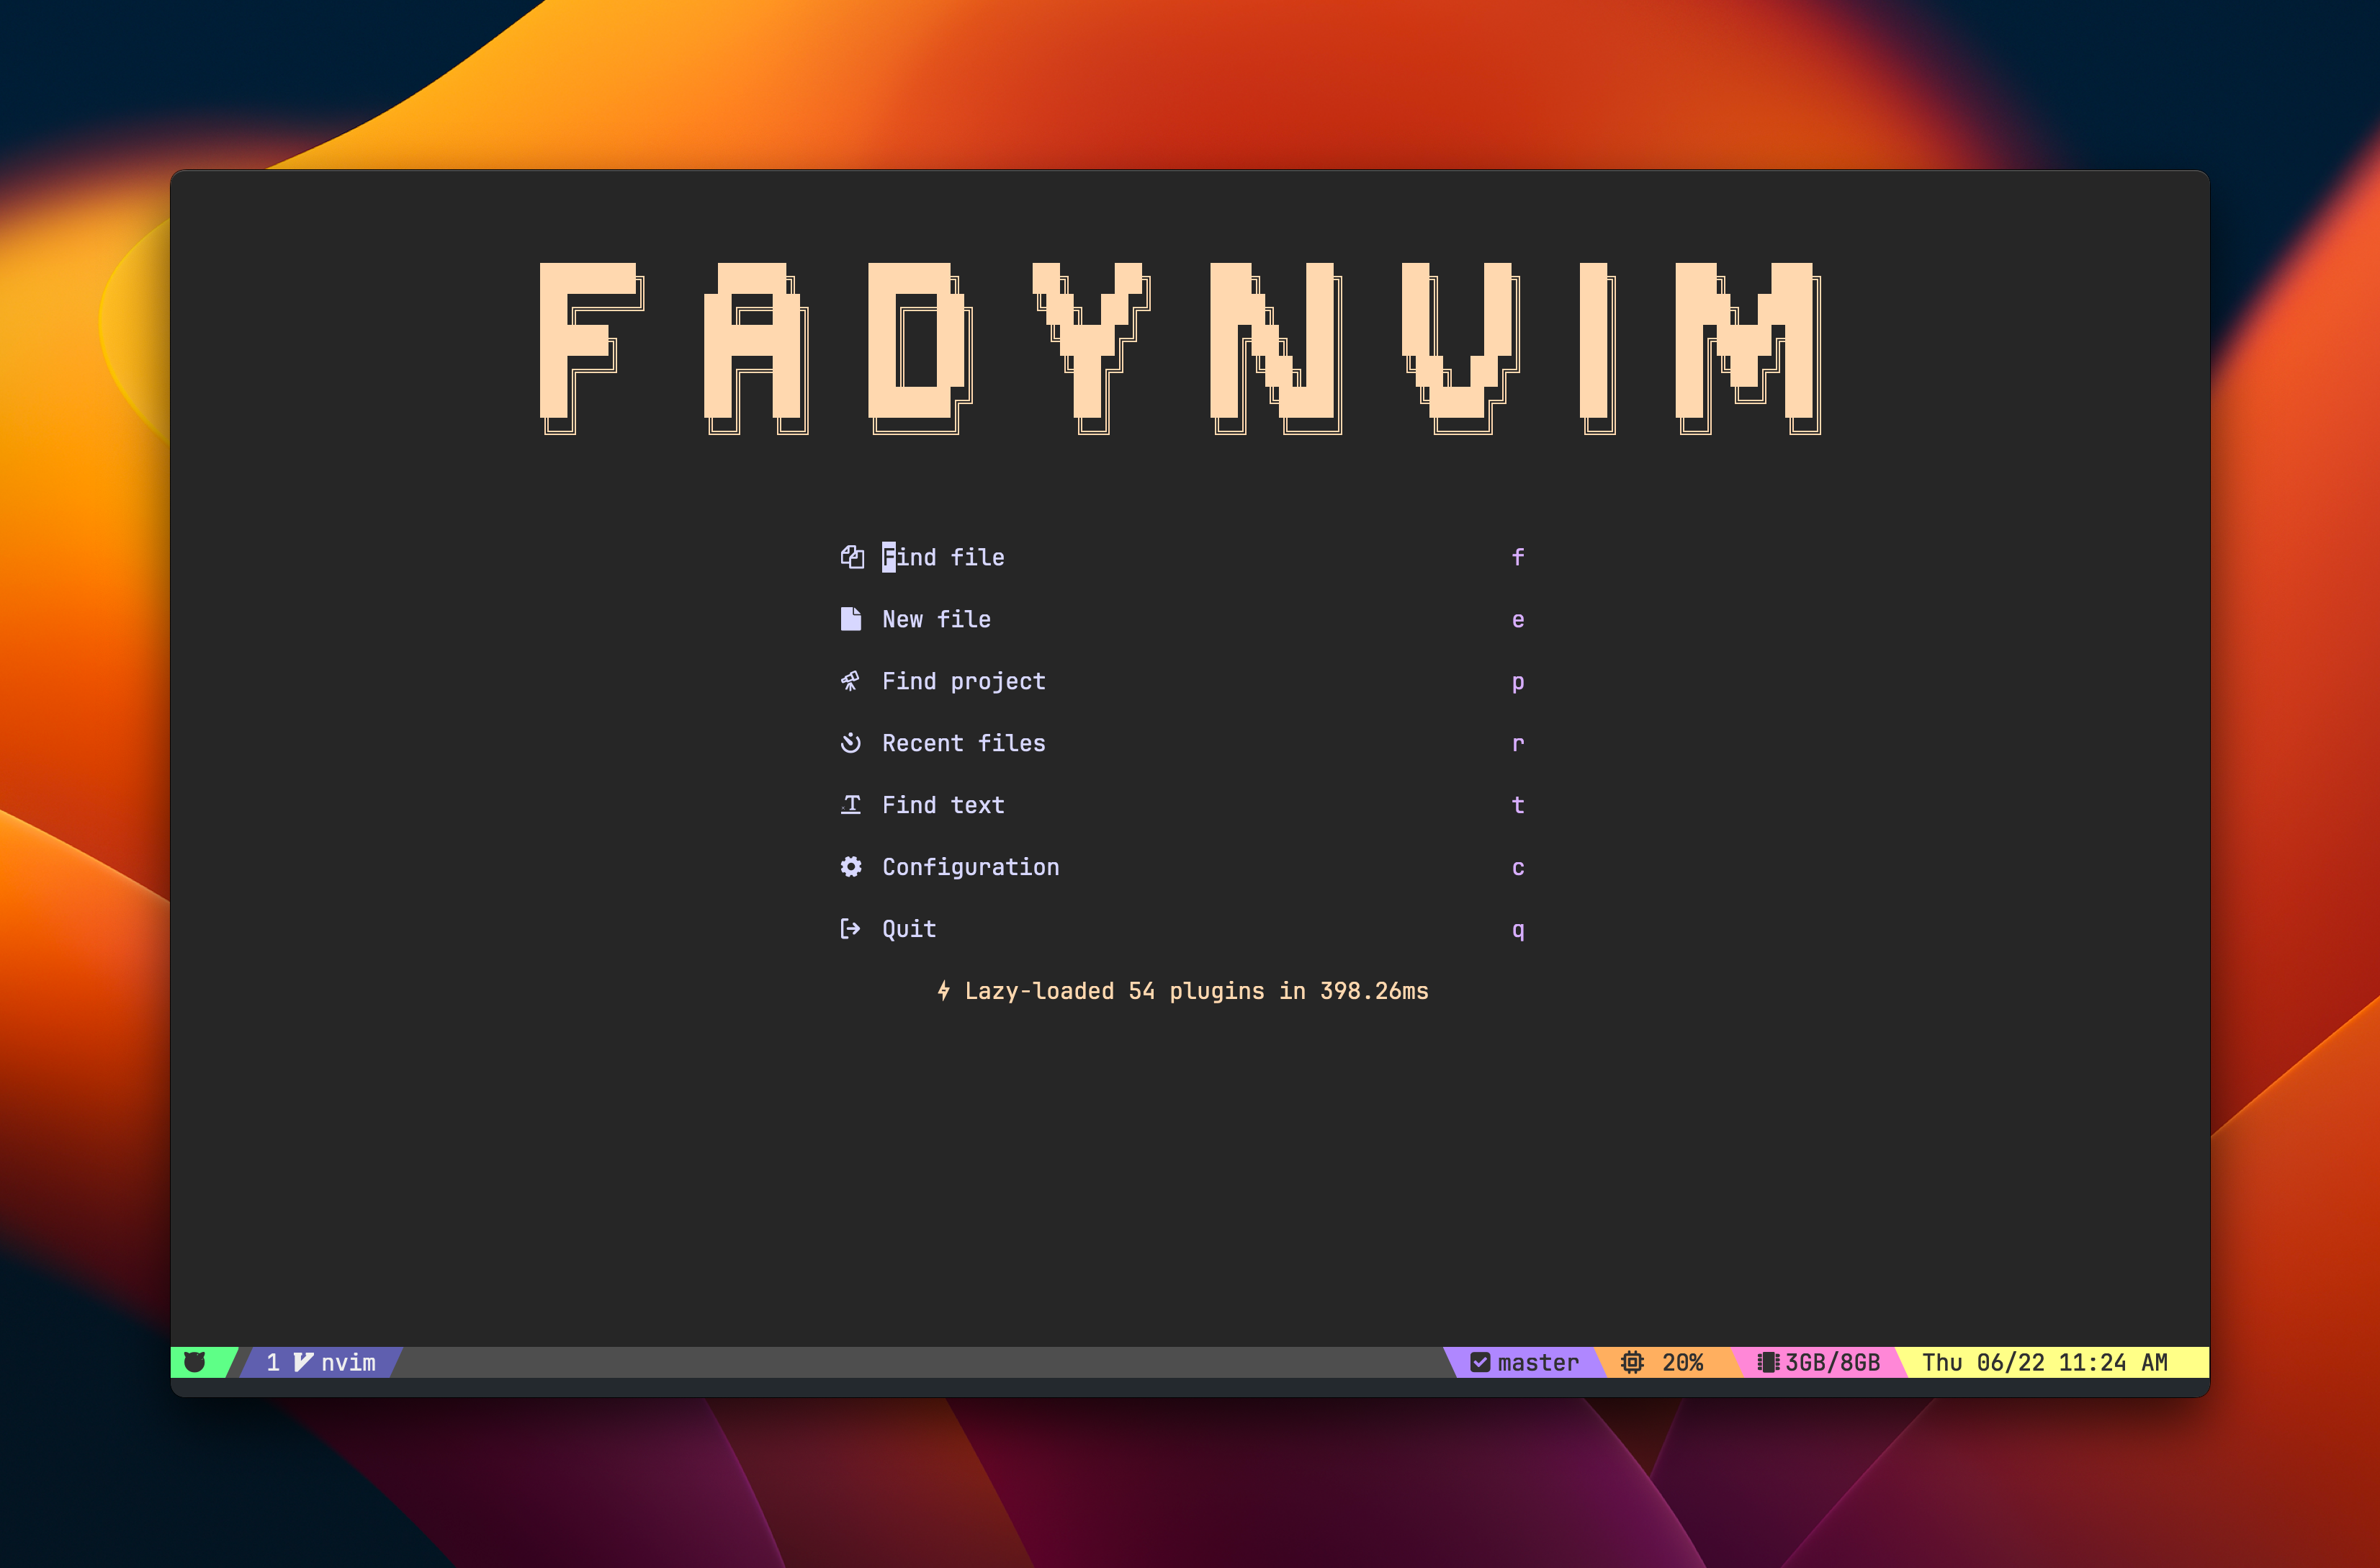 FADYNVIM
Find file f
New file e
Find project p
Recent files r
Find text t
Configuration c
Quit q
Lazy-loaded 54 plugins in 398.26ms
1 nvim master 20% 3GB/8GB Thu 06/22 11:24 AM